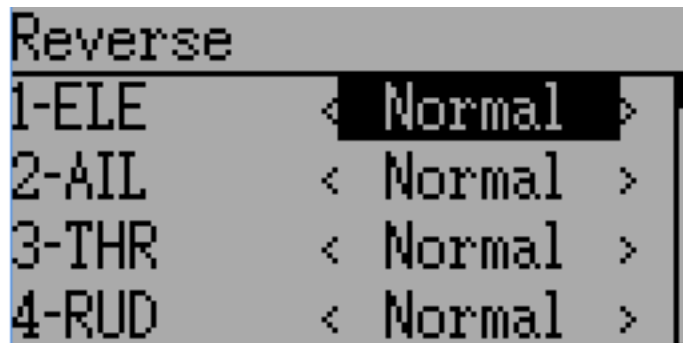 Reverse
1-ELE < Normal >
2-AIL < Normal >
3-THR < Normal >
4-RUD < Normal >